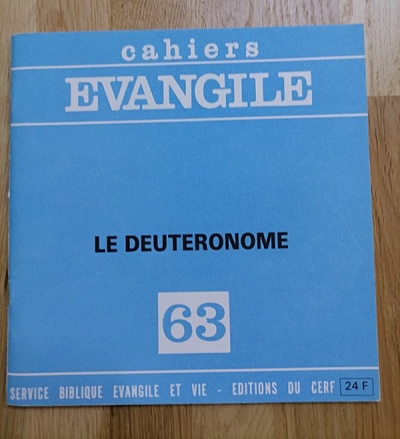 cahiers
EVANGILE
LE DEUTERONOME
63
SERVICE BIBLIQUE EVANGILE ET VIE - EDITIONS DU CERF 24 F